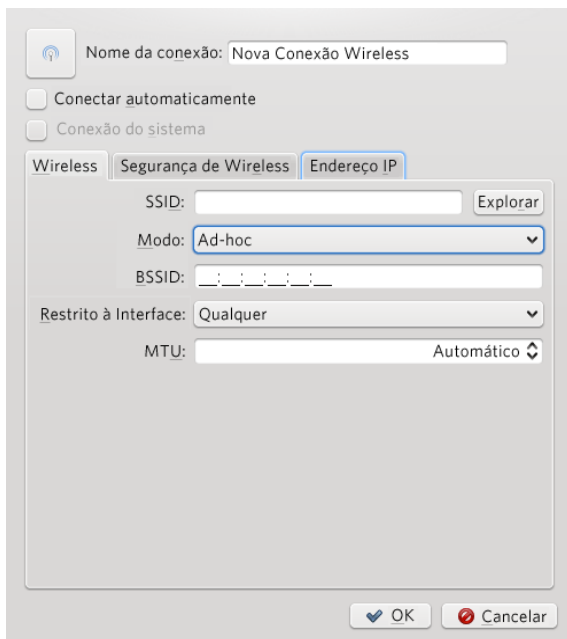 Nome da conexão: Nova Conexão Wireless
Conectar automaticamente
Conexão do sistema
Wireless Segurança de Wireless Endereço IP
SSID: Explorar
Modo: Ad-hoc
BSSID: __:__:__:__:__:__
Restrito à Interface: Qualquer
MTU: Automático
OK Cancelar